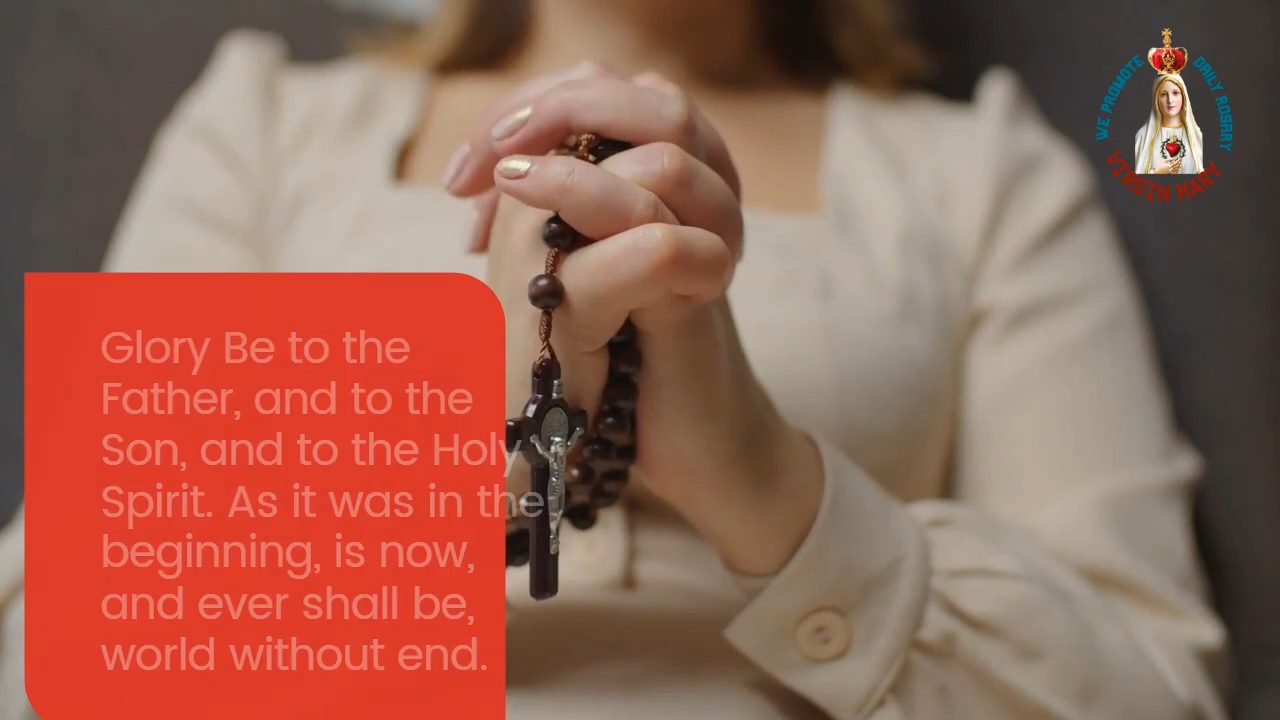 WE PROMOTE DAILY ROSARY
VIRGIN MARY
Glory Be to the
Father, and to the
Son, and to the Holy
Spirit. As it was in the
beginning, is now,
and ever shall be,
world without end.